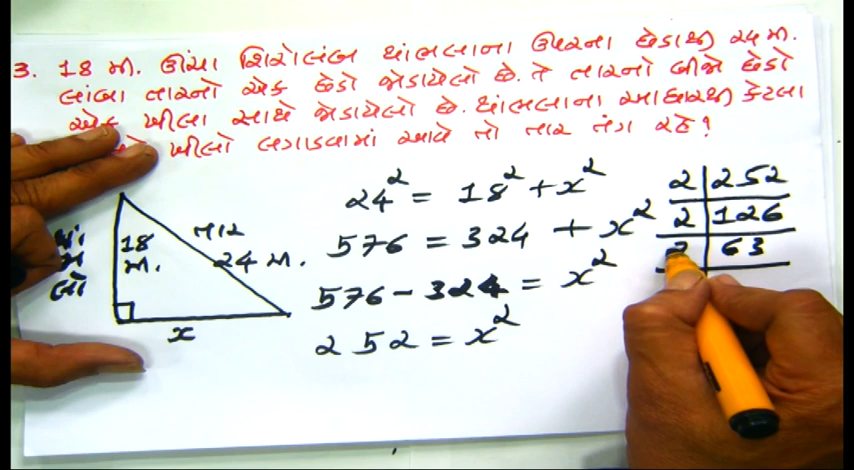 3. 18 મી. ઊંચા શિરોલંબ થાંભલાના ઉપરના છેડાથી 24 મી.
લાંબા તારનો એક છેડો જોડાયેલો છે. તે તારનો બીજો છેડો
એક ખીલા સાથે જોડાયેલો છે. થાંભલાના આધારથી કેટલા
ખીલો લગાડવામાં આવે તો તાર તંગ રહે?
24² = 18² + x²
576 = 324 + x²
576 - 324 = x²
252 = x²
18
મી.
તાર
24 મી.
x
2 252
2 126
63